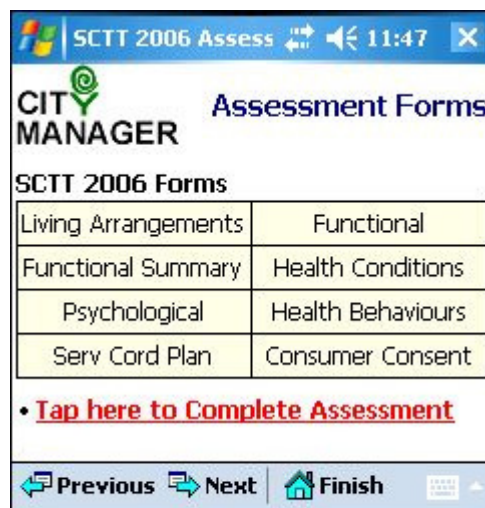 SCTT 2006 Assess 11:47
CITY MANAGER
Assessment Forms
SCTT 2006 Forms
Living Arrangements Functional
Functional Summary Health Conditions
Psychological Health Behaviours
Serv Cord Plan Consumer Consent
• Tap here to Complete Assessment
Previous Next Finish